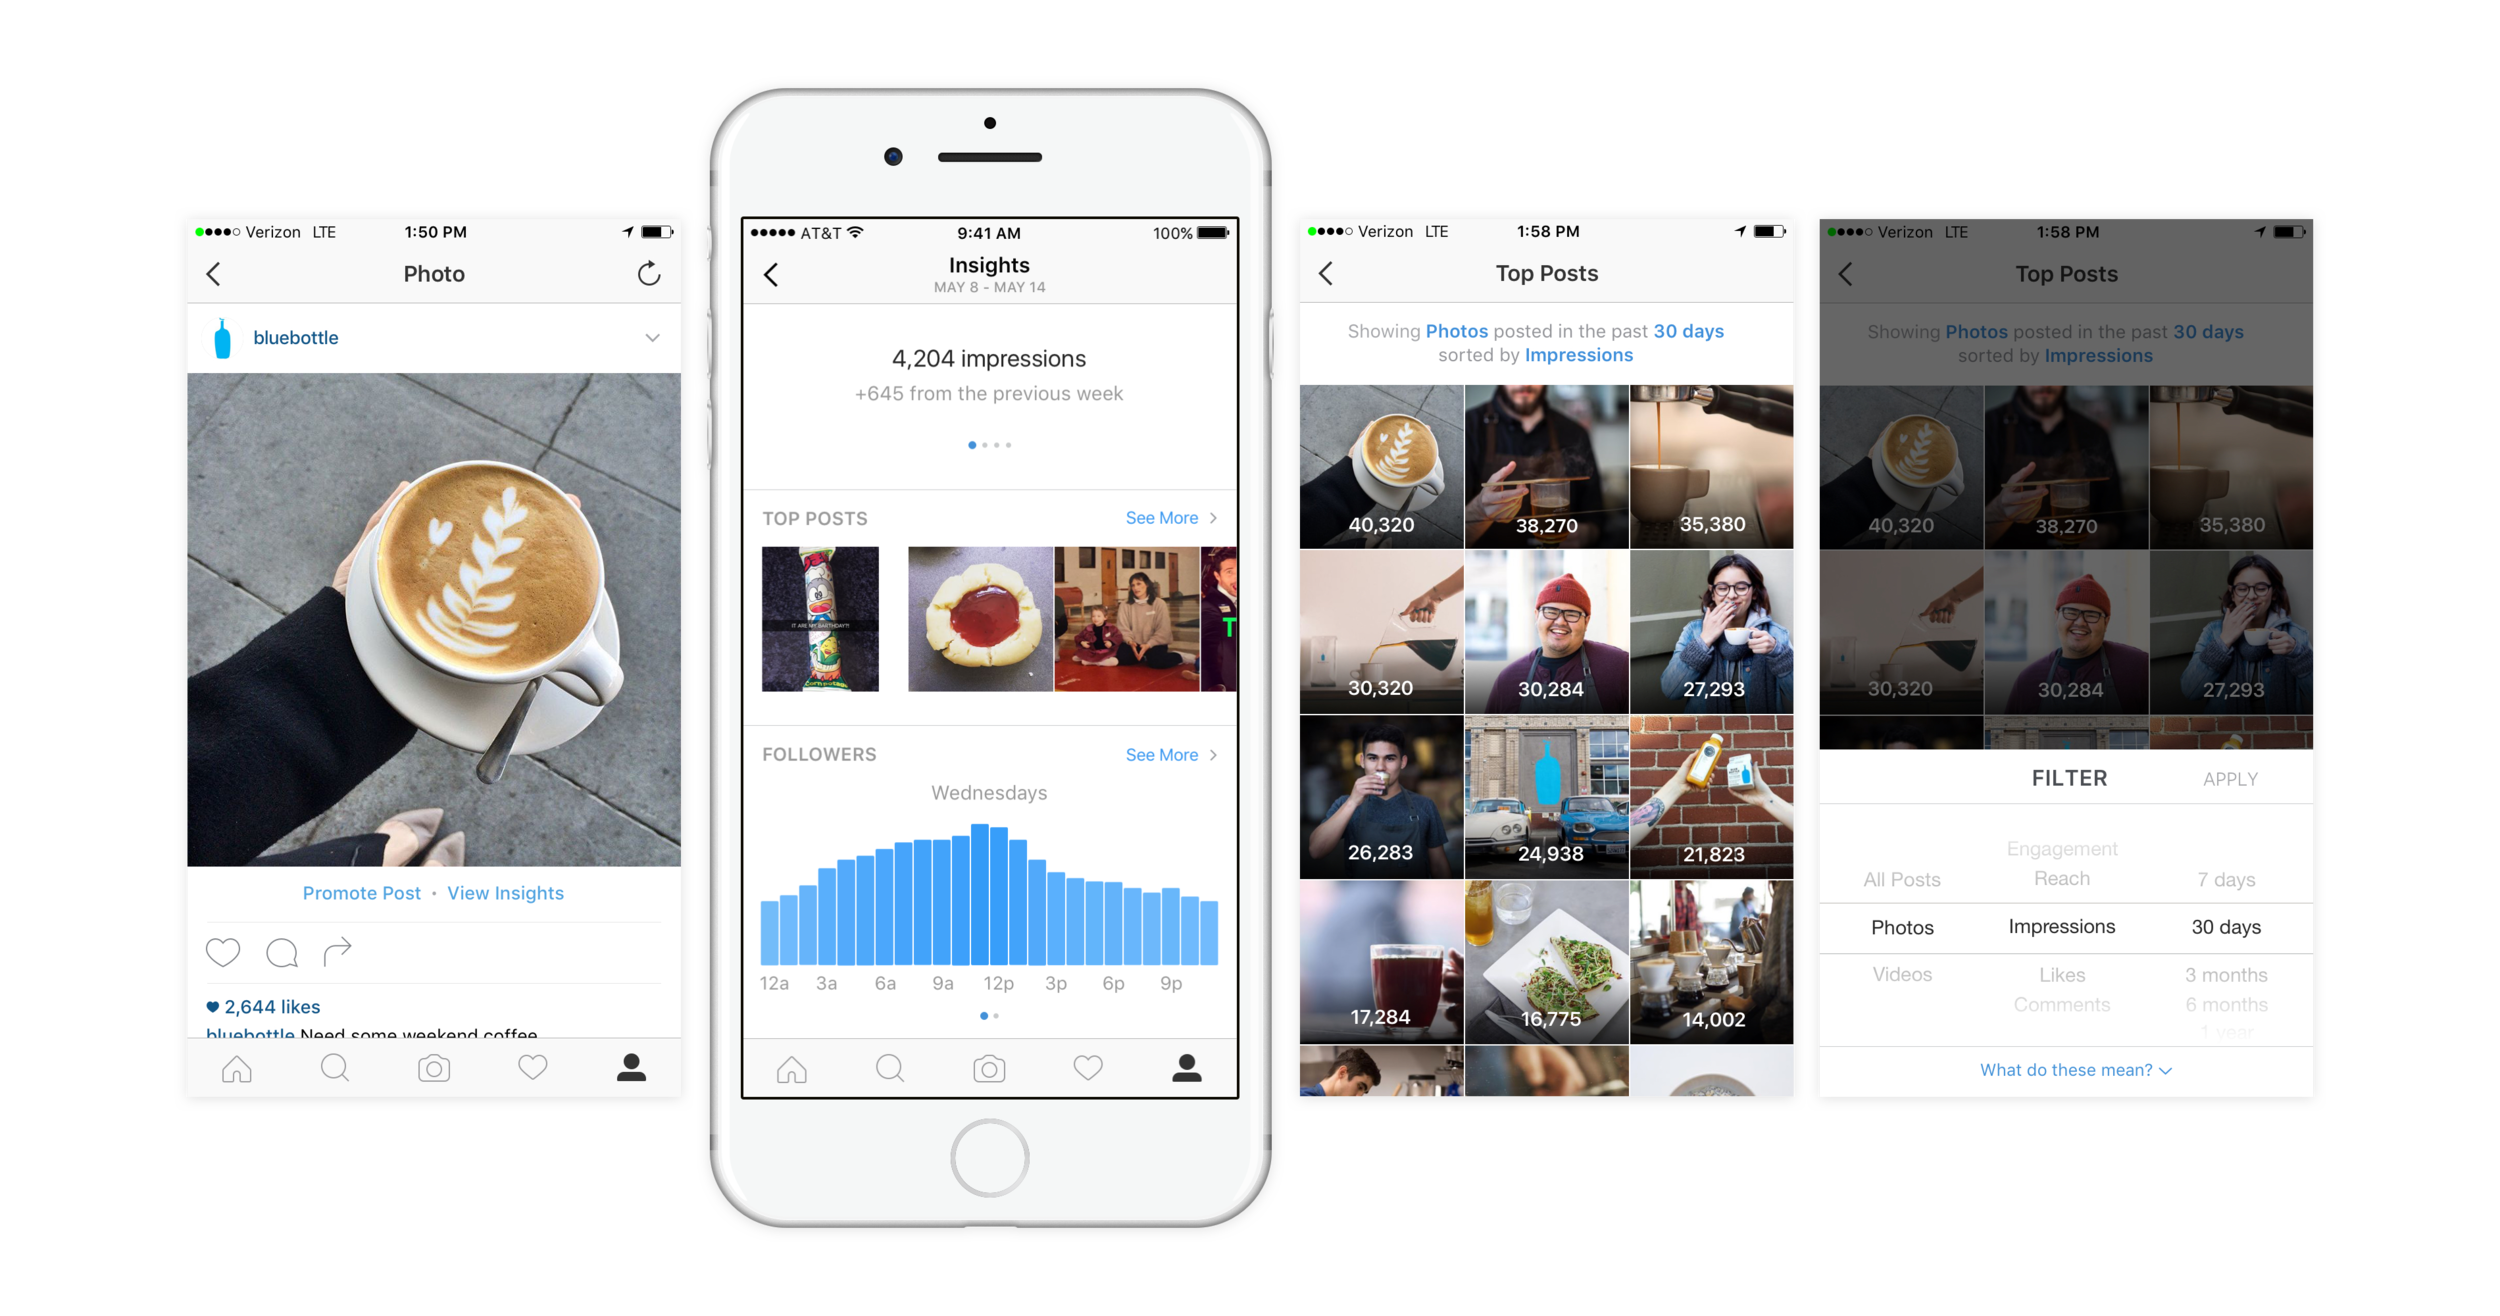 Verizon LTE 1:50 PM
Photo
bluebottle
Promote Post • View Insights
2,644 likes
bluebottle Need some weekend coffee
AT&T 9:41 AM 100%
Insights
MAY 8 - MAY 14
4,204 impressions
+645 from the previous week
TOP POSTS See More
IT ARE MY BARTHDAY?!
T
FOLLOWERS See More
Wednesdays
12a 3a 6a 9a 12p 3p 6p 9p
Verizon LTE 1:58 PM
Top Posts
Showing Photos posted in the past 30 days
sorted by Impressions
40,320 38,270 35,380
30,320 30,284 27,293
26,283 24,938 21,823
17,284 16,775 14,002
Verizon LTE 1:58 PM
Top Posts
Showing Photos posted in the past 30 days
sorted by Impressions
40,320 38,270 35,380
30,320 30,284 27,293
FILTER APPLY
Engagement
All Posts Reach 7 days
Photos Impressions 30 days
Videos Likes 3 months
Comments 6 months
1 year
What do these mean?